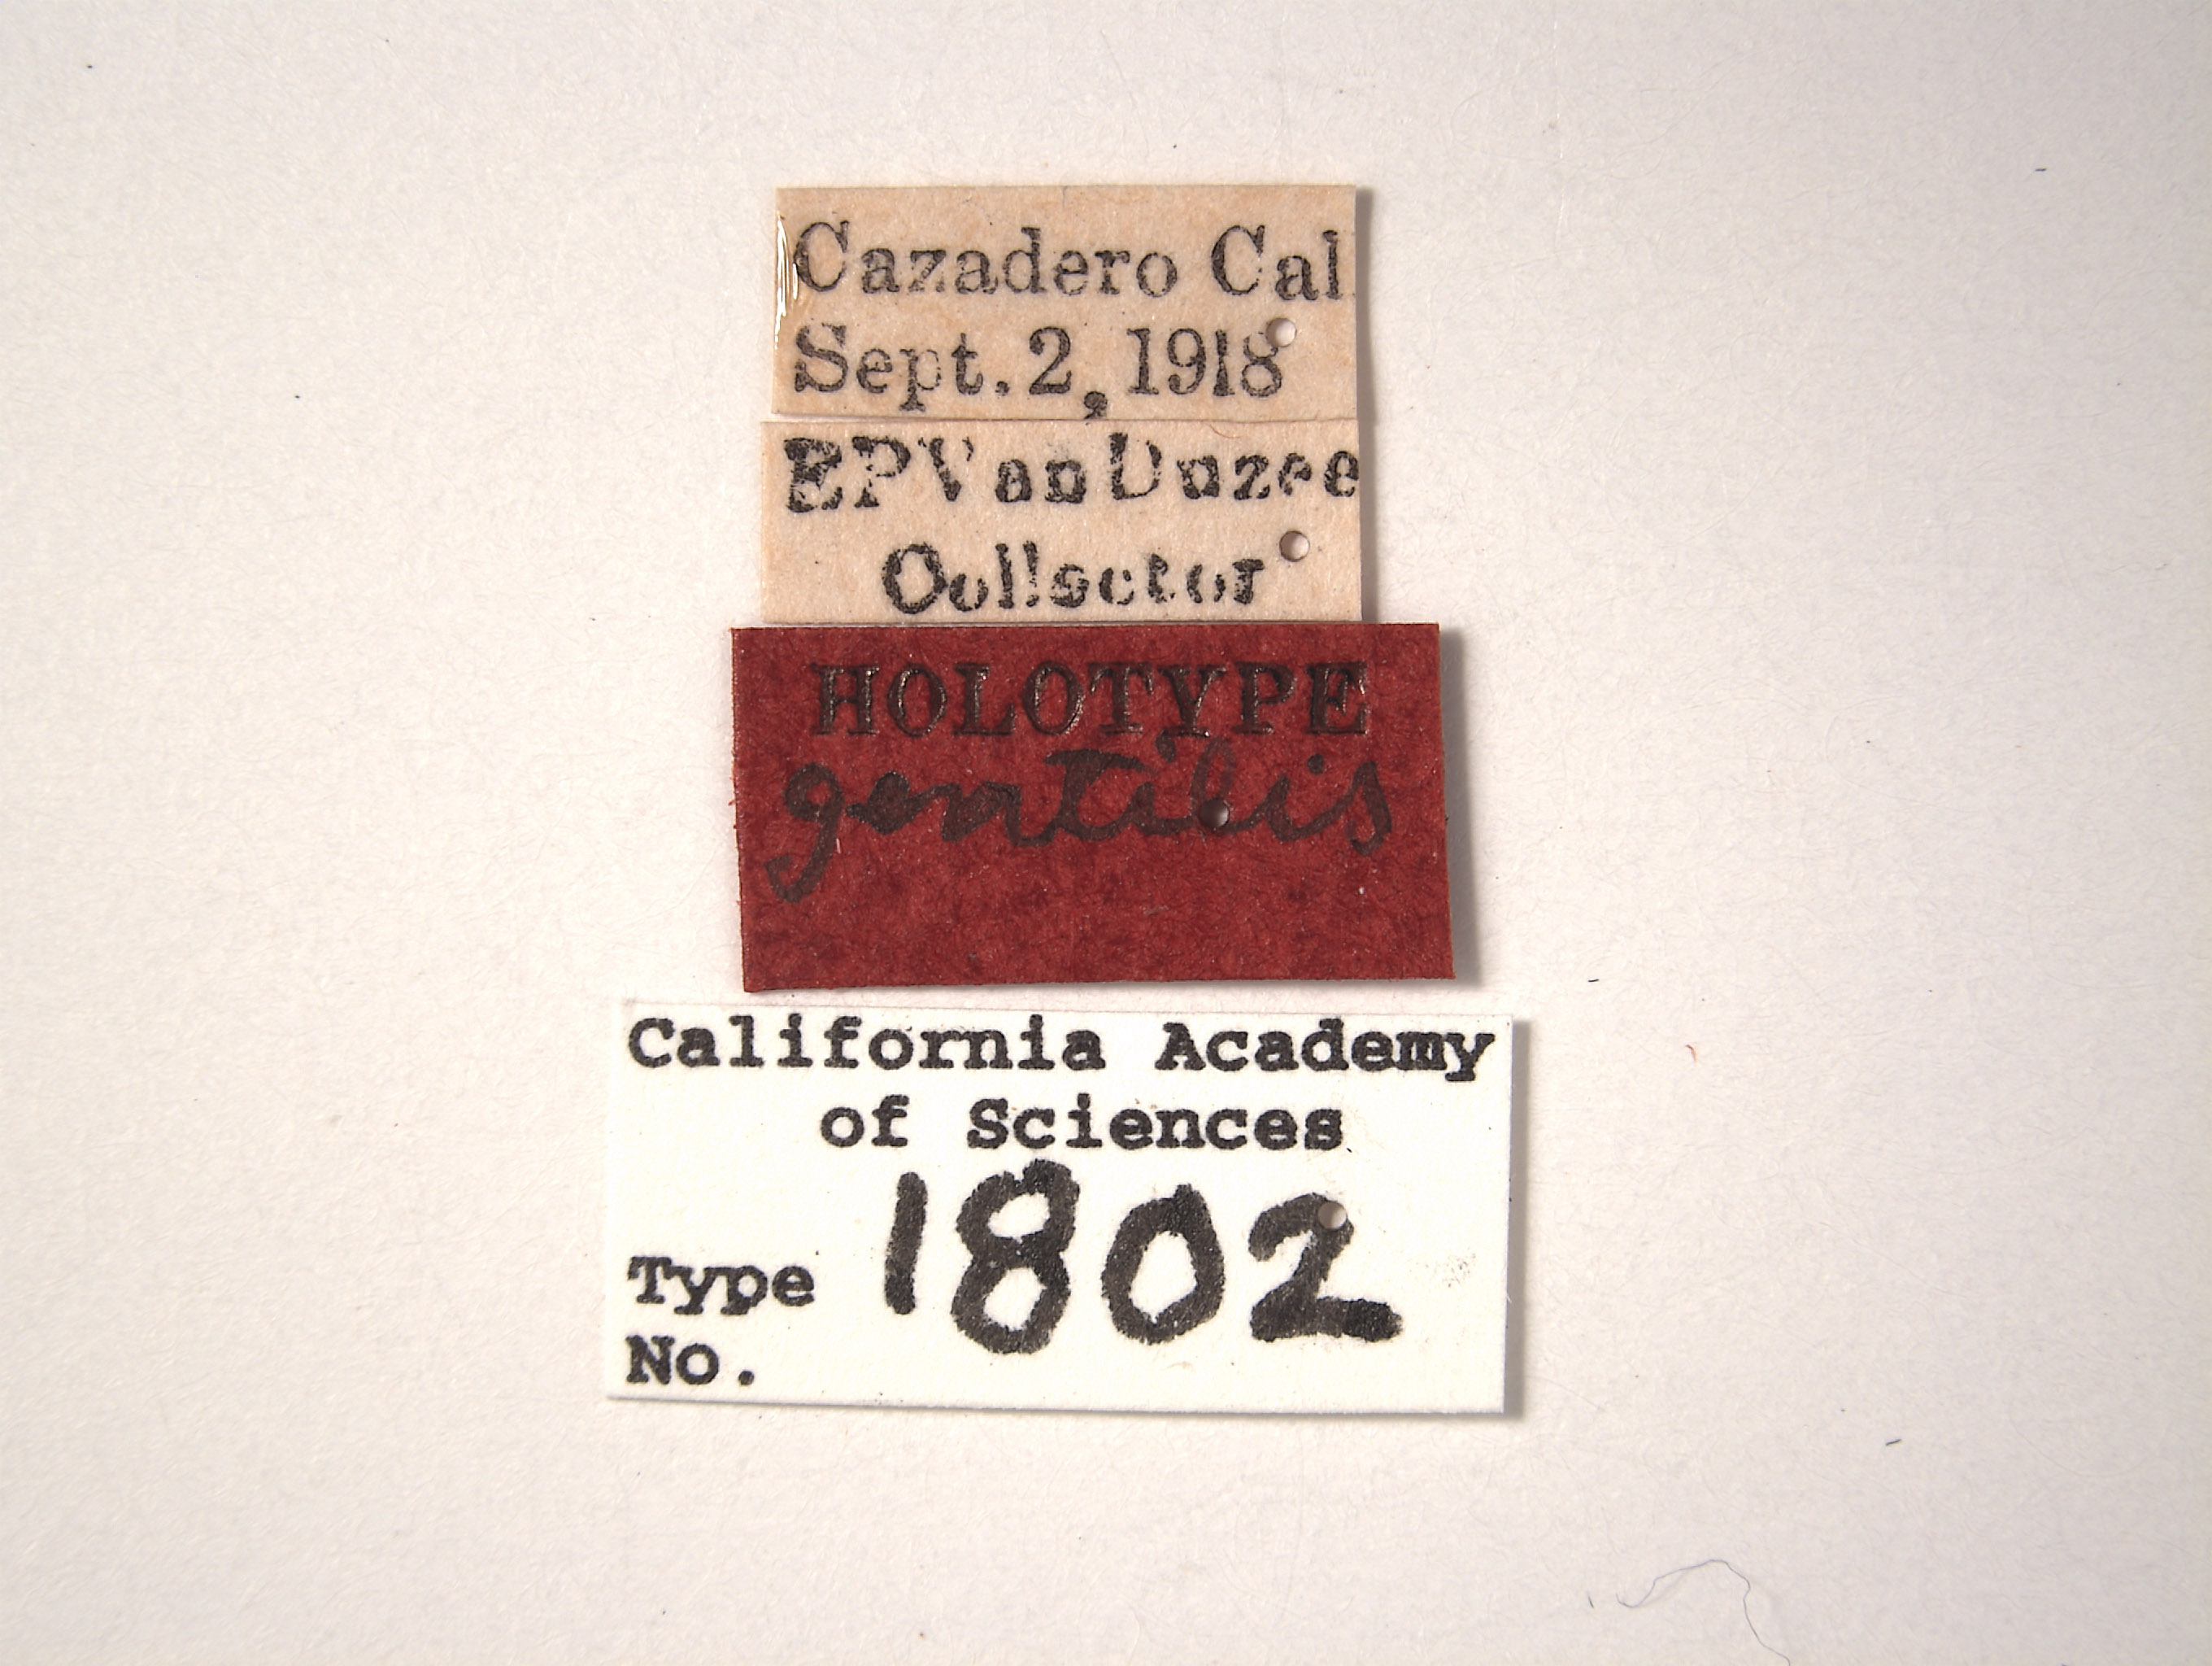 Cazadero Cal
Sept. 2, 1918
EPVanDuzee
Collector
HOLOTYPE
gentilis
California Academy
of Sciences
Type 1802
No.